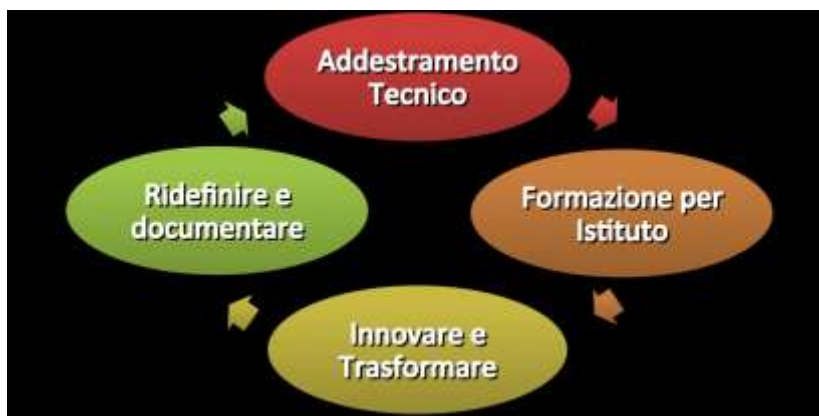 Addestramento
Tecnico
Formazione per
Istituto
Innovare e
Trasformare
Ridefinire e
documentare